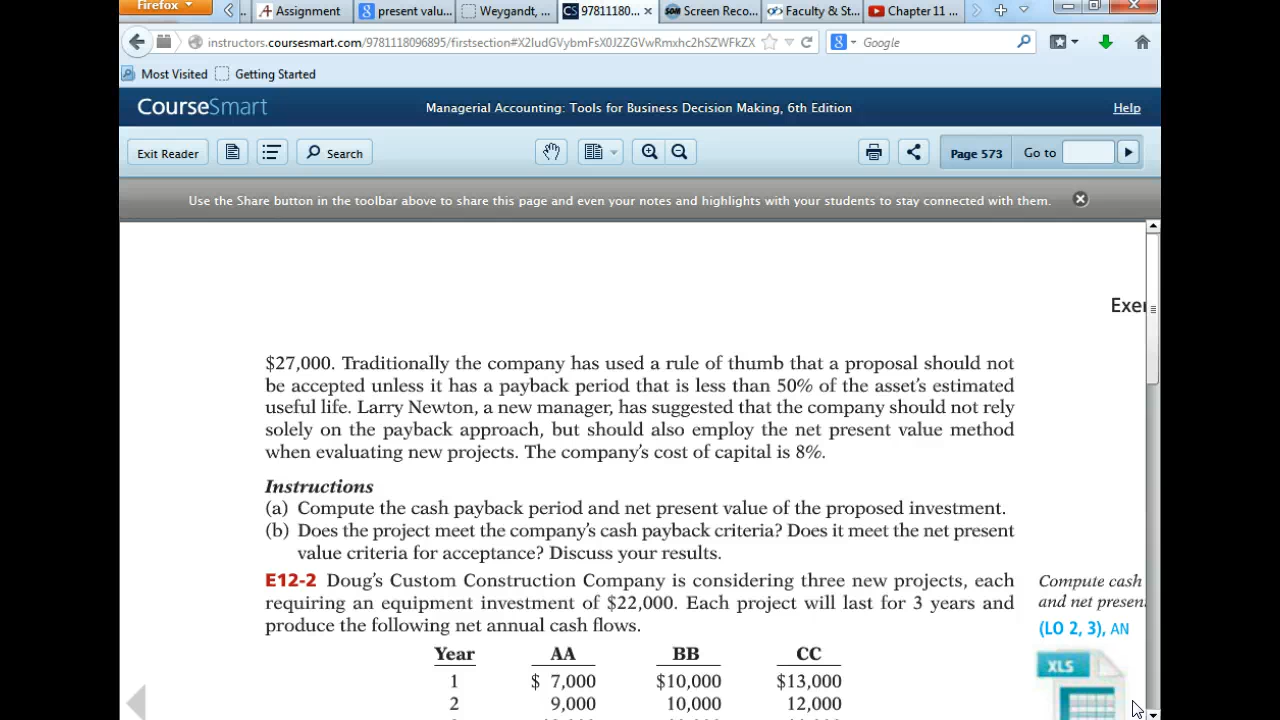 Firefox
Assignment
present valu...
Weygandt, ...
CS 97811180...
SOM Screen Reco...
Faculty & St...
Chapter 11 ...
instructors.coursesmart.com/9781118096895/firstsection#X2ludGVybmFsX0J2ZGVwRmxhc2hSZWFkZX
Google
Most Visited
Getting Started
CourseSmart
Managerial Accounting: Tools for Business Decision Making, 6th Edition
Help
Exit Reader
Search
Page 573
Go to
Use the Share button in the toolbar above to share this page and even your notes and highlights with your students to stay connected with them.
Exer
$27,000. Traditionally the company has used a rule of thumb that a proposal should not
be accepted unless it has a payback period that is less than 50% of the asset's estimated
useful life. Larry Newton, a new manager, has suggested that the company should not rely
solely on the payback approach, but should also employ the net present value method
when evaluating new projects. The company's cost of capital is 8%.
Instructions
(a) Compute the cash payback period and net present value of the proposed investment.
(b) Does the project meet the company's cash payback criteria? Does it meet the net present
value criteria for acceptance? Discuss your results.
E12-2 Doug's Custom Construction Company is considering three new projects, each
requiring an equipment investment of $22,000. Each project will last for 3 years and
produce the following net annual cash flows.
Compute cash
and net presen
(LO 2, 3), AN
XLS
Year AA BB CC
1 $ 7,000 $10,000 $13,000
2 9,000 10,000 12,000